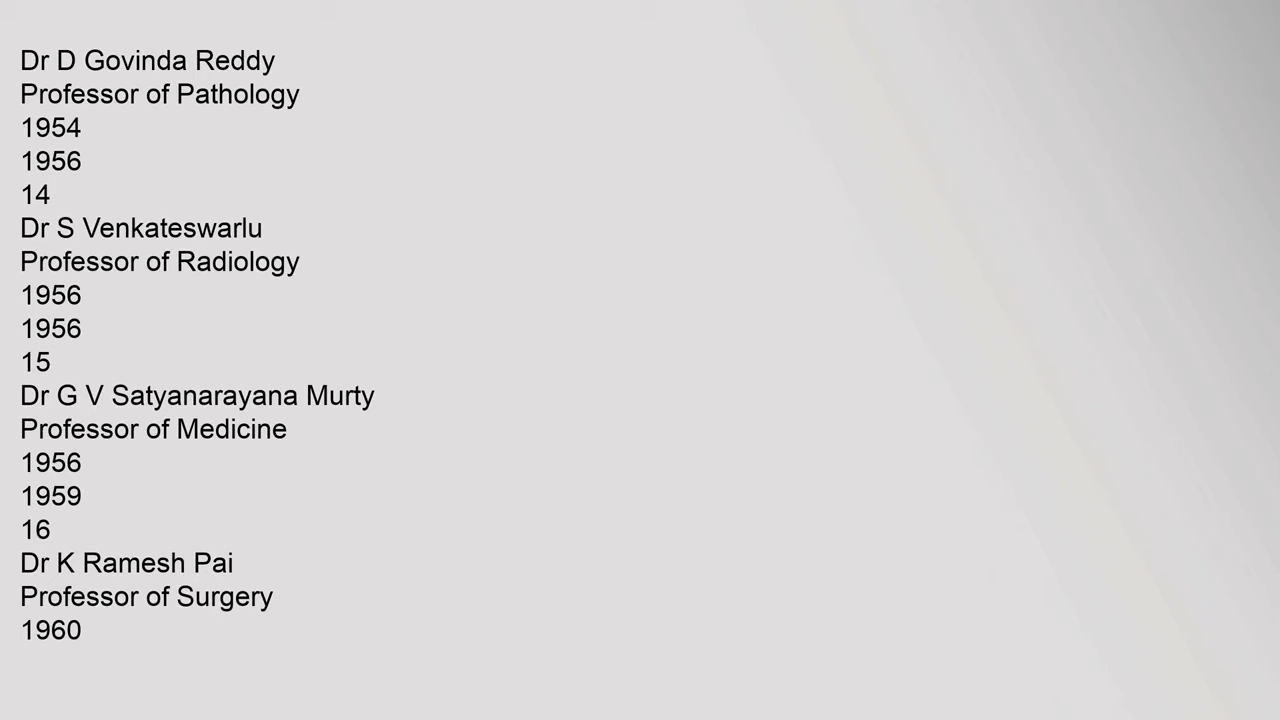 Dr D Govinda Reddy
Professor of Pathology
1954
1956
14
Dr S Venkateswarlu
Professor of Radiology
1956
1956
15
Dr G V Satyanarayana Murty
Professor of Medicine
1956
1959
16
Dr K Ramesh Pai
Professor of Surgery
1960